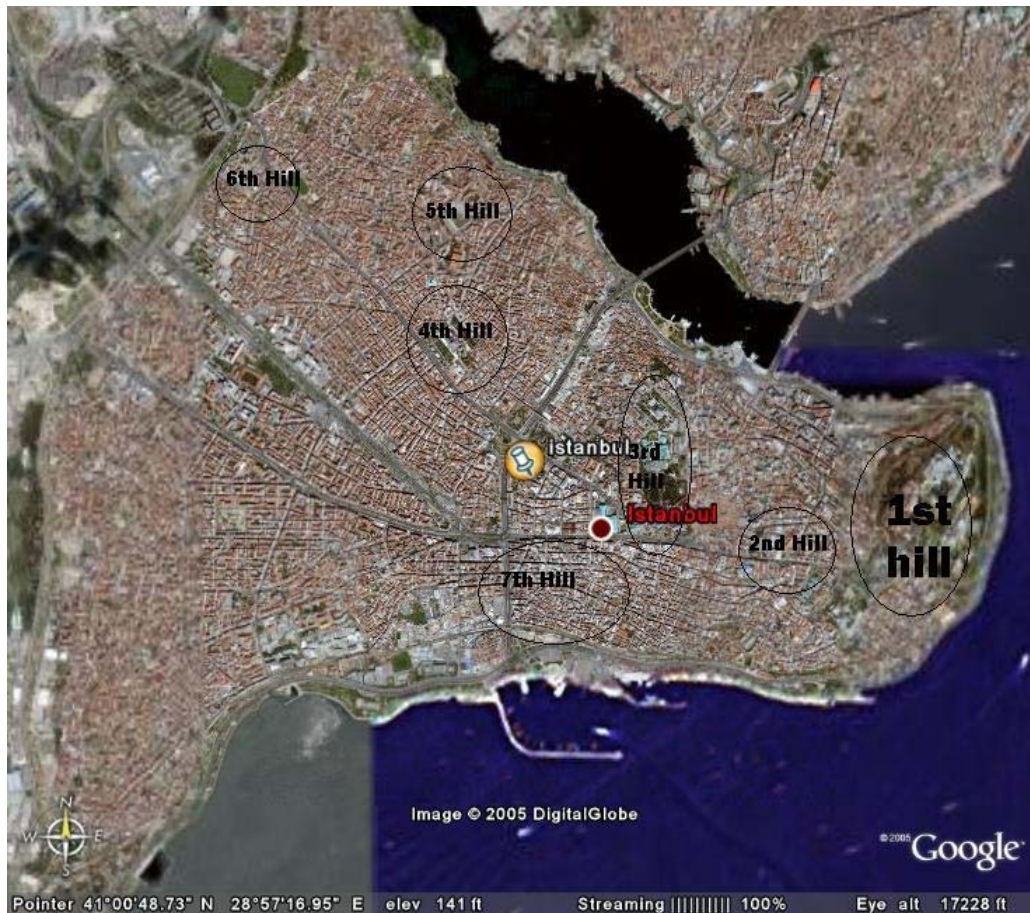 6th Hill
5th Hill
4th Hill
istanbul
3rd
Hill
İstanbul
1st
hill
2nd Hill
7th Hill
N
W E
S
Image © 2005 DigitalGlobe
©2005 Google
Pointer 41°00'48.73" N 28°57'16.95" E elev 141 ft Streaming |||||||||| 100% Eye alt 17228 ft